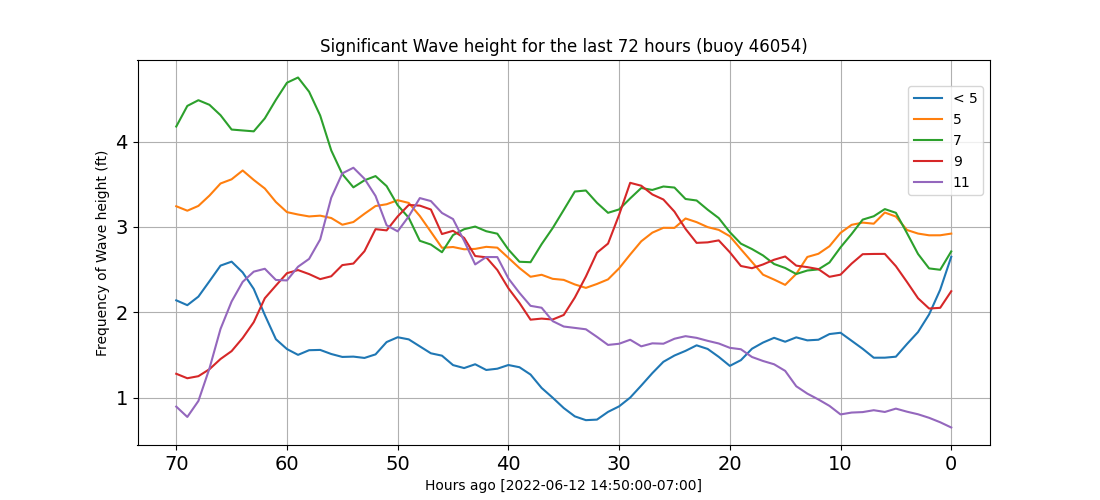 Significant Wave height for the last 72 hours (buoy 46054)
Frequency of Wave height (ft)
4
3
2
1
< 5
5
7
9
11
70 60 50 40 30 20 10 0
Hours ago [2022-06-12 14:50:00-07:00]